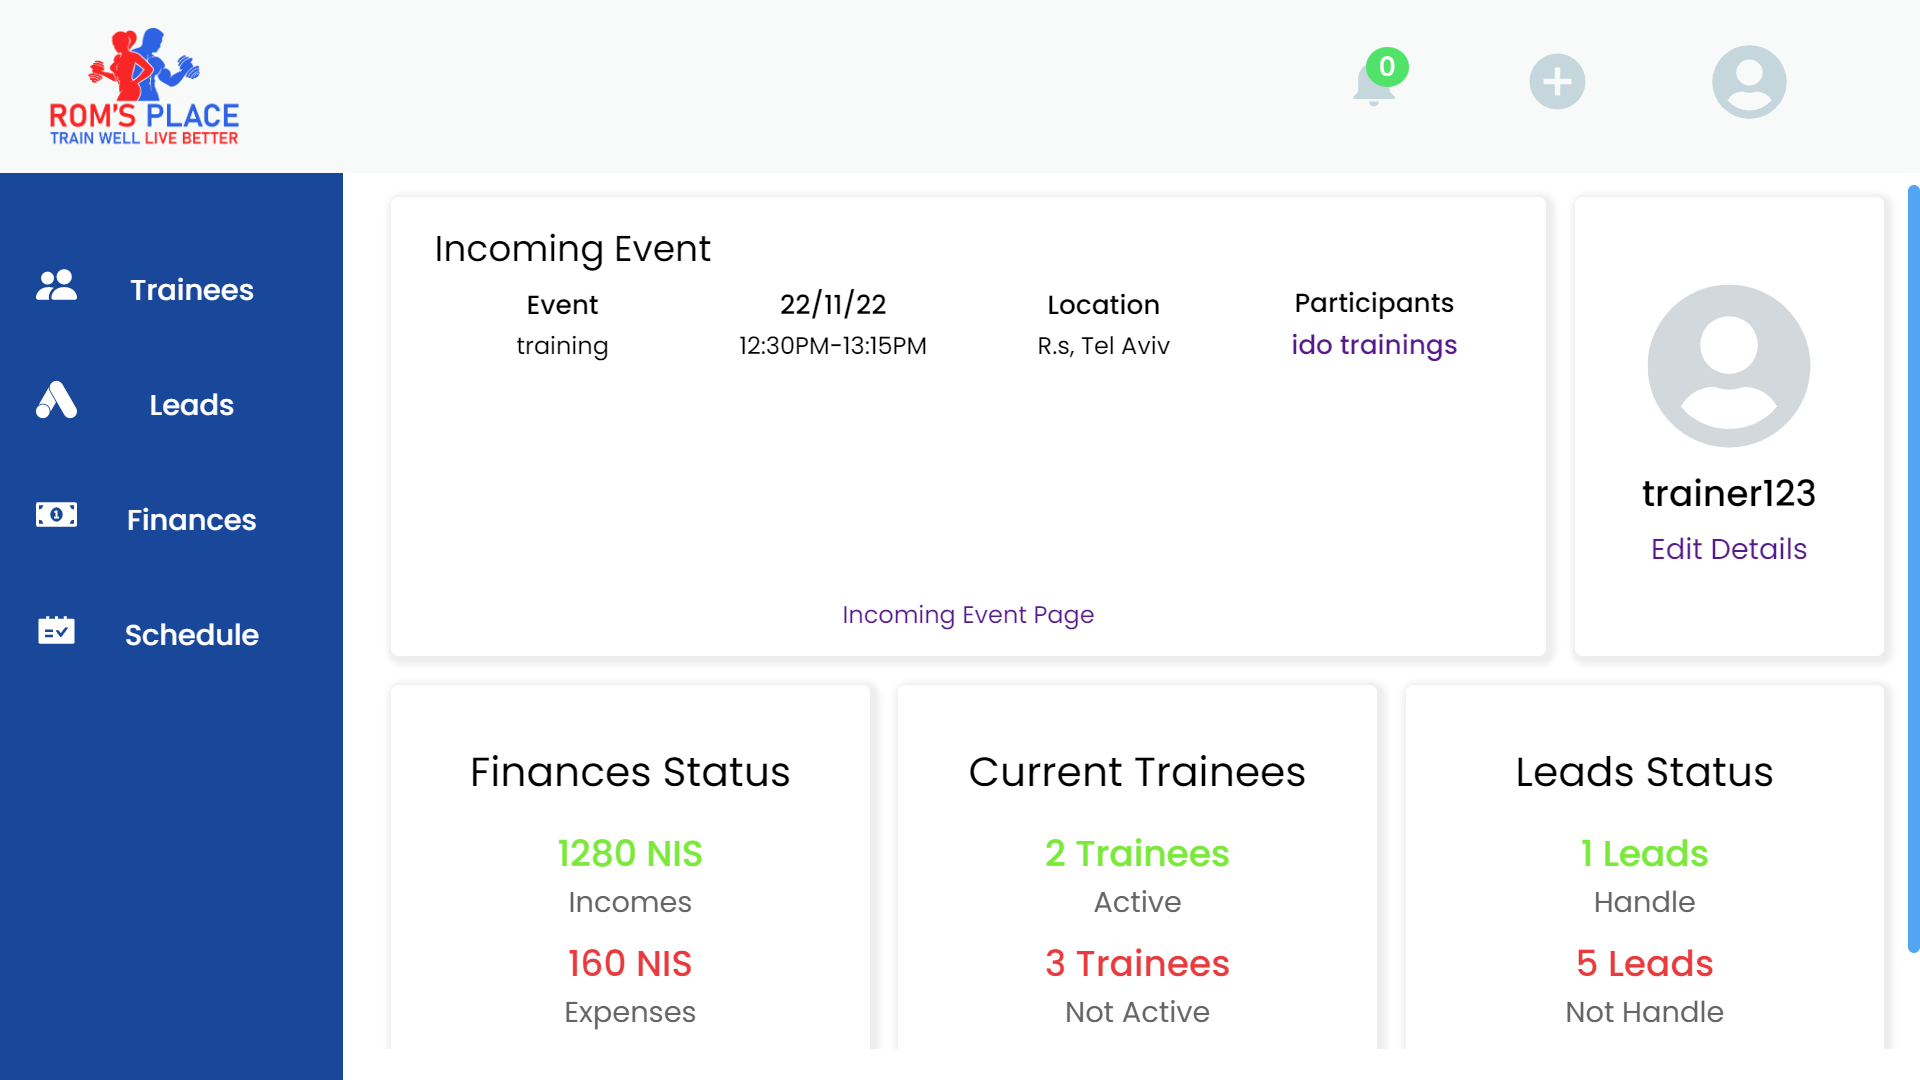 ROM'S PLACE
TRAIN WELL LIVE BETTER
0
Trainees
Leads
Finances
Schedule
Incoming Event
Event 22/11/22 Location Participants
training 12:30PM-13:15PM R.s, Tel Aviv ido trainings
Incoming Event Page
trainer123
Edit Details
Finances Status
1280 NIS
Incomes
160 NIS
Expenses
Current Trainees
2 Trainees
Active
3 Trainees
Not Active
Leads Status
1 Leads
Handle
5 Leads
Not Handle